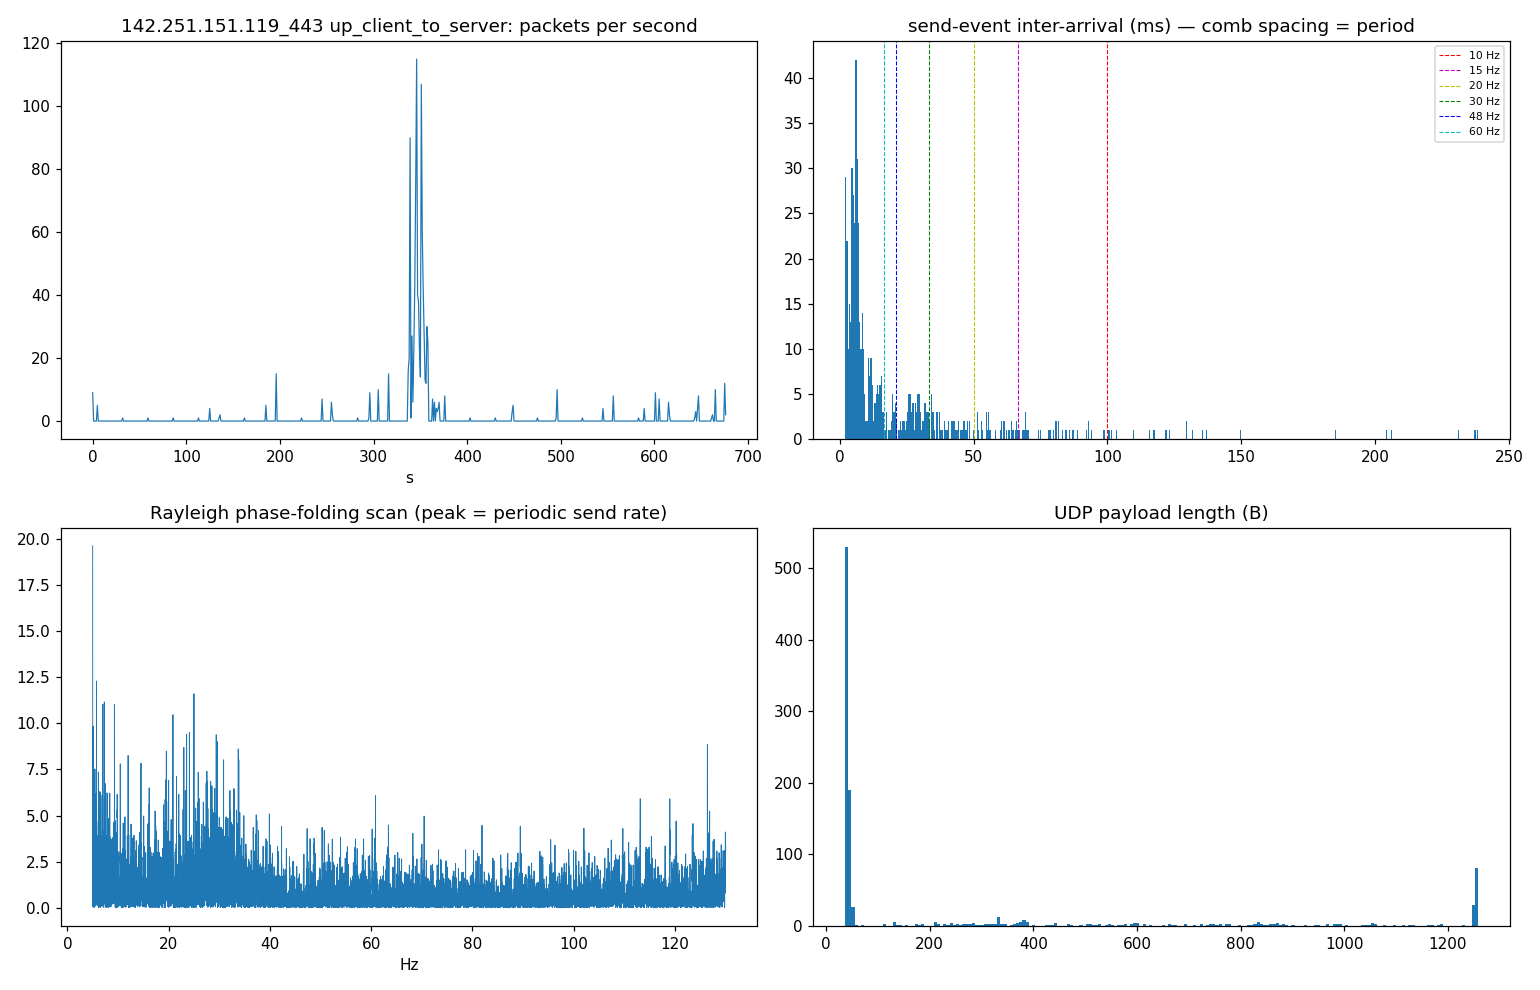 142.251.151.119_443 up_client_to_server: packets per second
120
100
80
60
40
20
0
0 100 200 300 400 500 600 700
s
send-event inter-arrival (ms) — comb spacing = period
10 Hz
15 Hz
20 Hz
30 Hz
48 Hz
60 Hz
40
35
30
25
20
15
10
5
0
0 50 100 150 200 250
Rayleigh phase-folding scan (peak = periodic send rate)
20.0
17.5
15.0
12.5
10.0
7.5
5.0
2.5
0.0
0 20 40 60 80 100 120
Hz
UDP payload length (B)
500
400
300
200
100
0
0 200 400 600 800 1000 1200